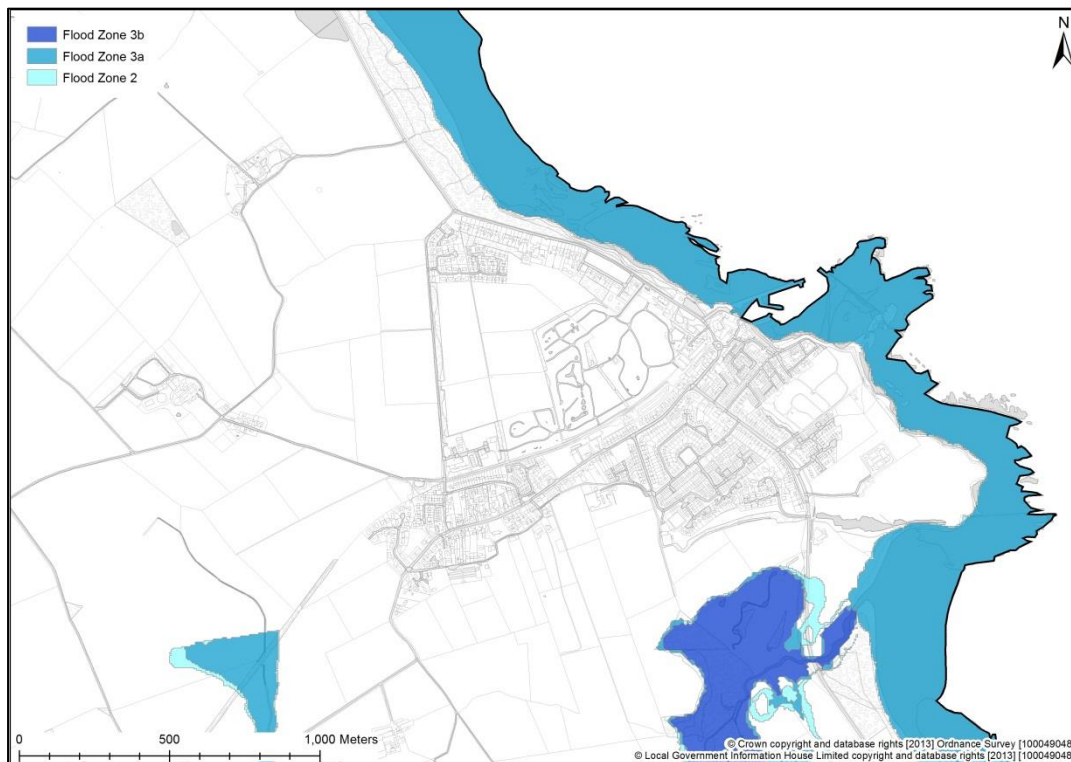 Flood Zone 3b
Flood Zone 3a
Flood Zone 2
N
0 500 1,000 Meters
© Crown copyright and database rights [2013] Ordnance Survey [100049048
© Local Government Information House Limited copyright and database rights [2013] [100049048